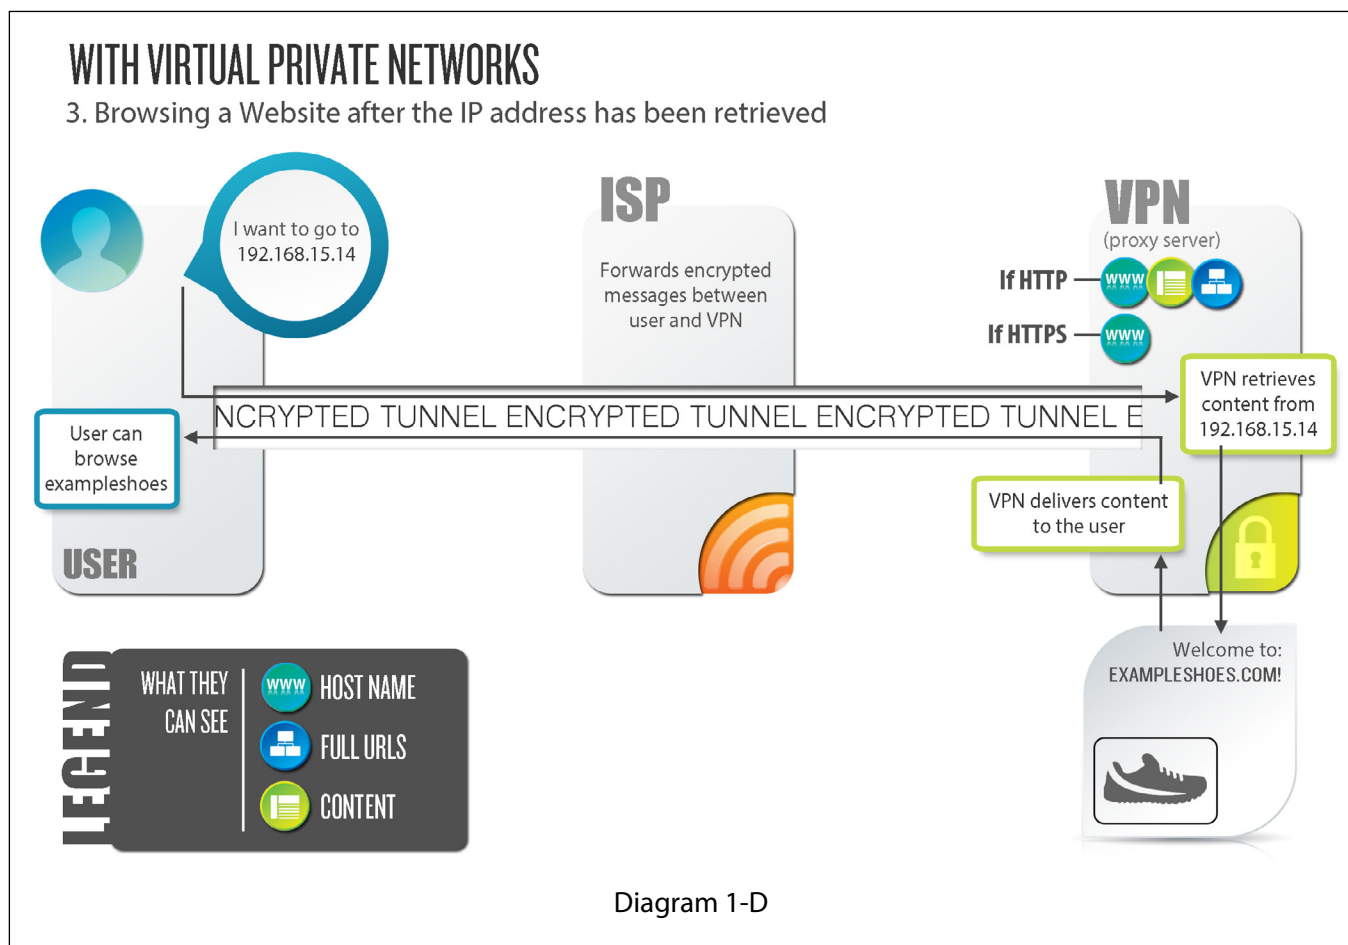 WITH VIRTUAL PRIVATE NETWORKS
3. Browsing a Website after the IP address has been retrieved
I want to go to
192.168.15.14
User can
browse
exampleshoes
USER
ISP
Forwards encrypted
messages between
user and VPN
NCRYPTED TUNNEL ENCRYPTED TUNNEL ENCRYPTED TUNNEL E
VPN
(proxy server)
If HTTP
www
If HTTPS
www
VPN retrieves
content from
192.168.15.14
VPN delivers content
to the user
Welcome to:
EXAMPLESHOES.COM!
LEGEND
WHAT THEY
CAN SEE
www HOST NAME
FULL URLS
CONTENT
Diagram 1-D